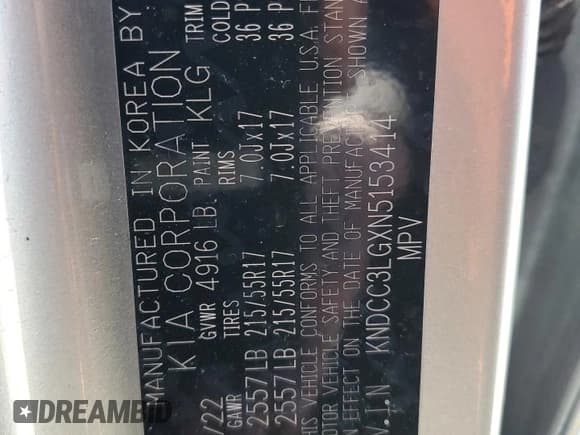 MANUFACTURED IN KOREA BY
KIA CORPORATION
/22 GVWR 4916 LB. PAINT KLG TRIM
GAWR TIRES RIMS COLD
2557 LB 215/55R17 7.0Jx17 36 P
2557 LB 215/55R17 7.0Jx17 36 P
THIS VEHICLE CONFORMS TO ALL APPLICABLE U.S.A. F
MOTOR VEHICLE SAFETY AND THEFT PREVENTION STAN
IN EFFECT ON THE DATE OF MANUFACTURE SHOWN A
V.I.N KNDCC3LGXN5153414
MPV
DREAMBID